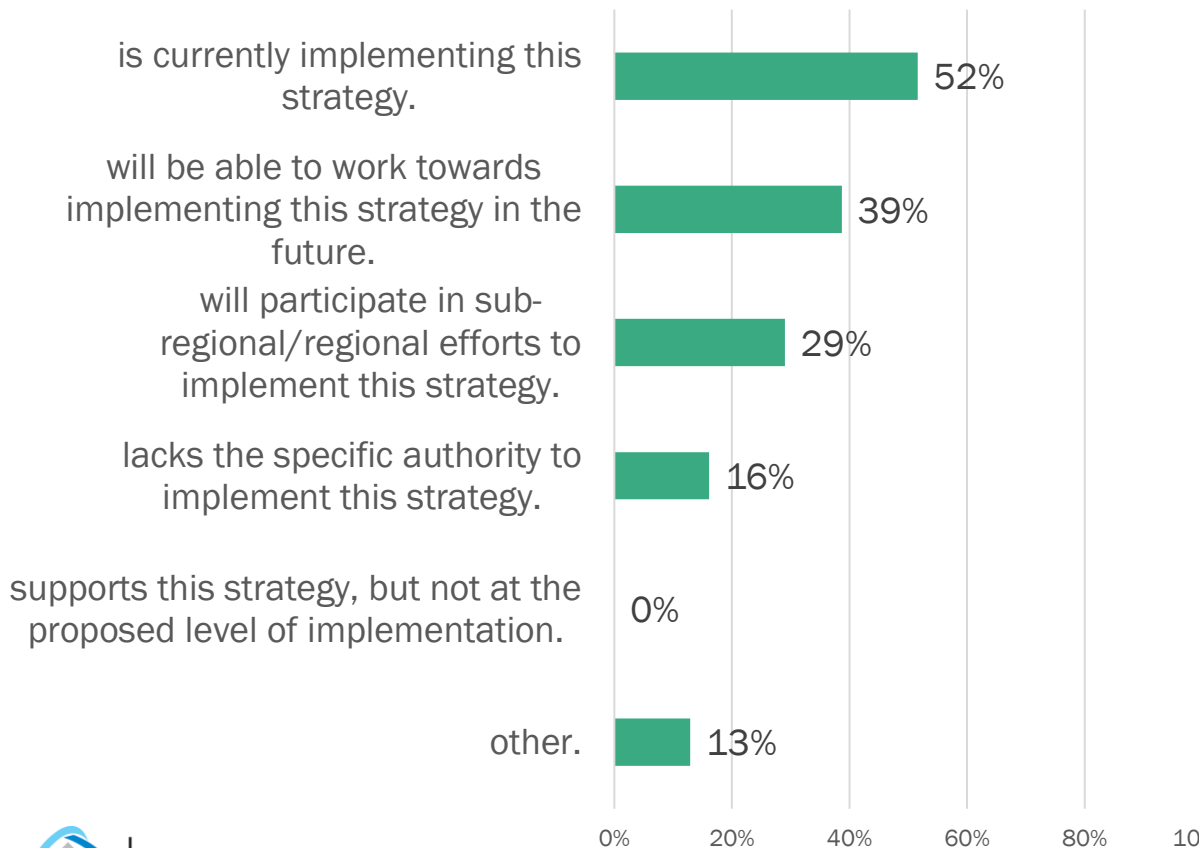 is currently implementing this
strategy.
52%
will be able to work towards
implementing this strategy in the
future.
39%
will participate in sub-
regional/regional efforts to
implement this strategy.
29%
lacks the specific authority to
implement this strategy.
16%
supports this strategy, but not at the
proposed level of implementation.
0%
other.
13%
0% 20% 40% 60% 80%